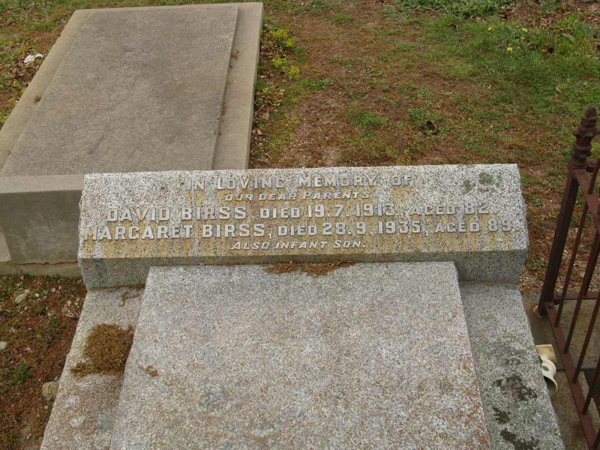 IN LOVING MEMORY OF
OUR DEAR PARENTS
DAVID BIRSS, DIED 19.7.1913, AGED 82.
MARGARET BIRSS, DIED 28.9.1935, AGED 89.
ALSO INFANT SON.